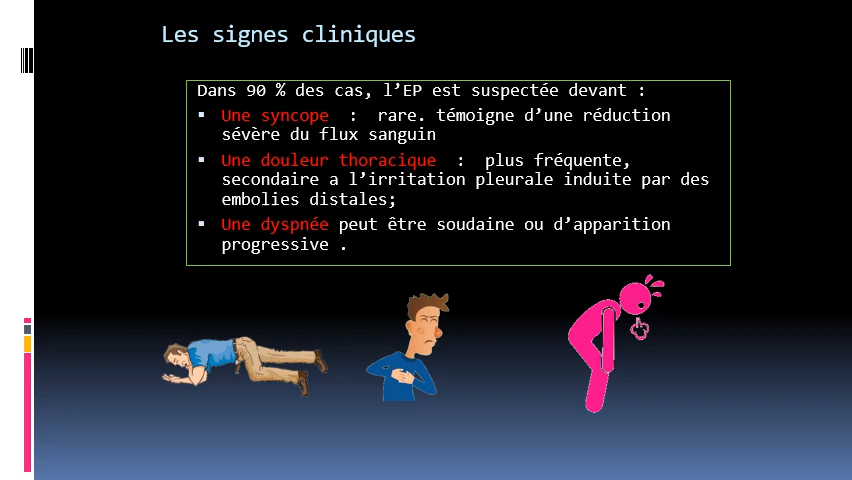 Les signes cliniques
Dans 90 % des cas, l’EP est suspectée devant :
▪ Une syncope : rare. témoigne d’une réduction
sévère du flux sanguin
▪ Une douleur thoracique : plus fréquente,
secondaire a l’irritation pleurale induite par des
embolies distales;
▪ Une dyspnée peut être soudaine ou d’apparition
progressive .